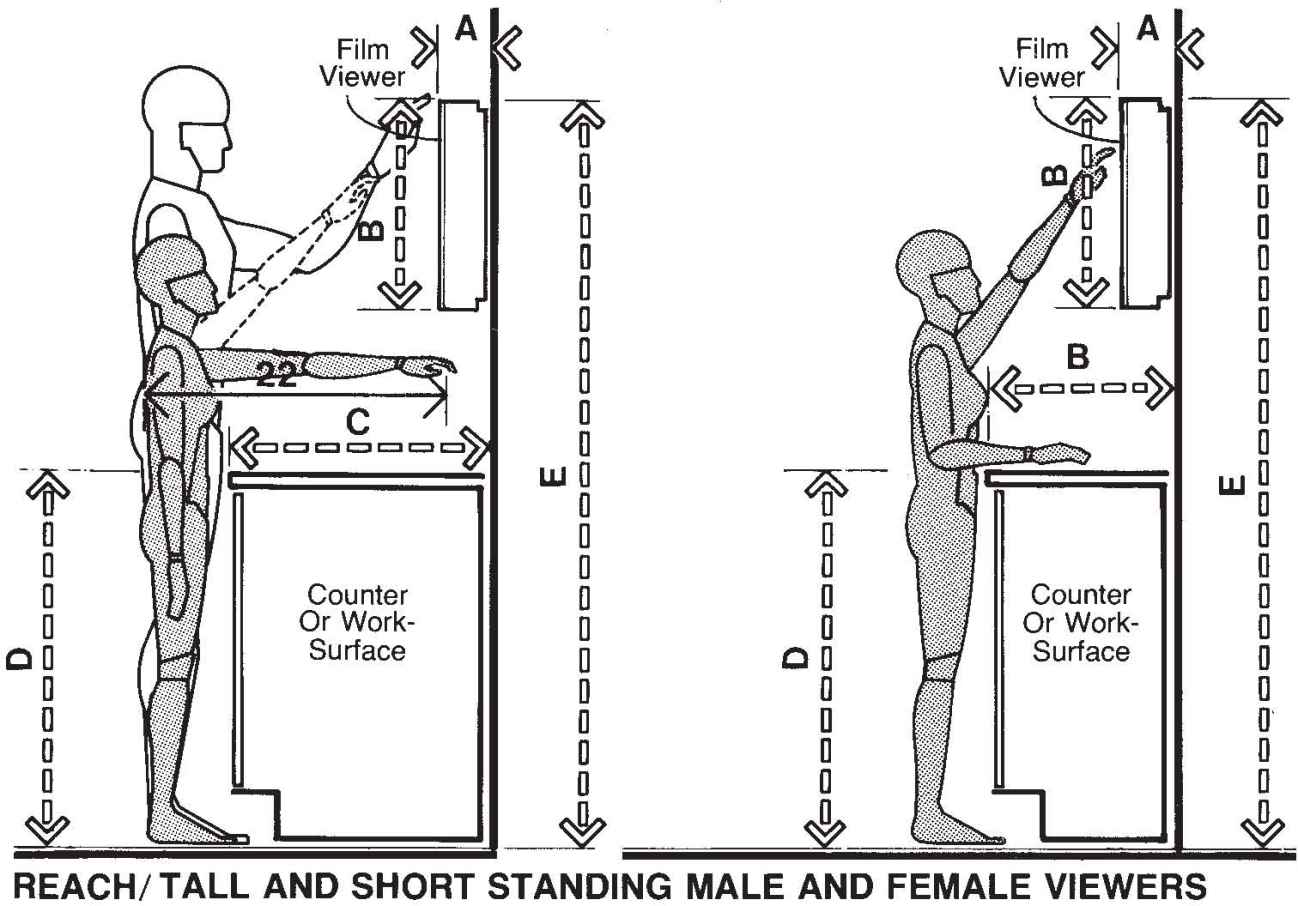 A
Film
Viewer
B
22
C
E
D
Counter
Or Work-
Surface
A
Film
Viewer
B
B
E
D
Counter
Or Work-
Surface
REACH/ TALL AND SHORT STANDING MALE AND FEMALE VIEWERS